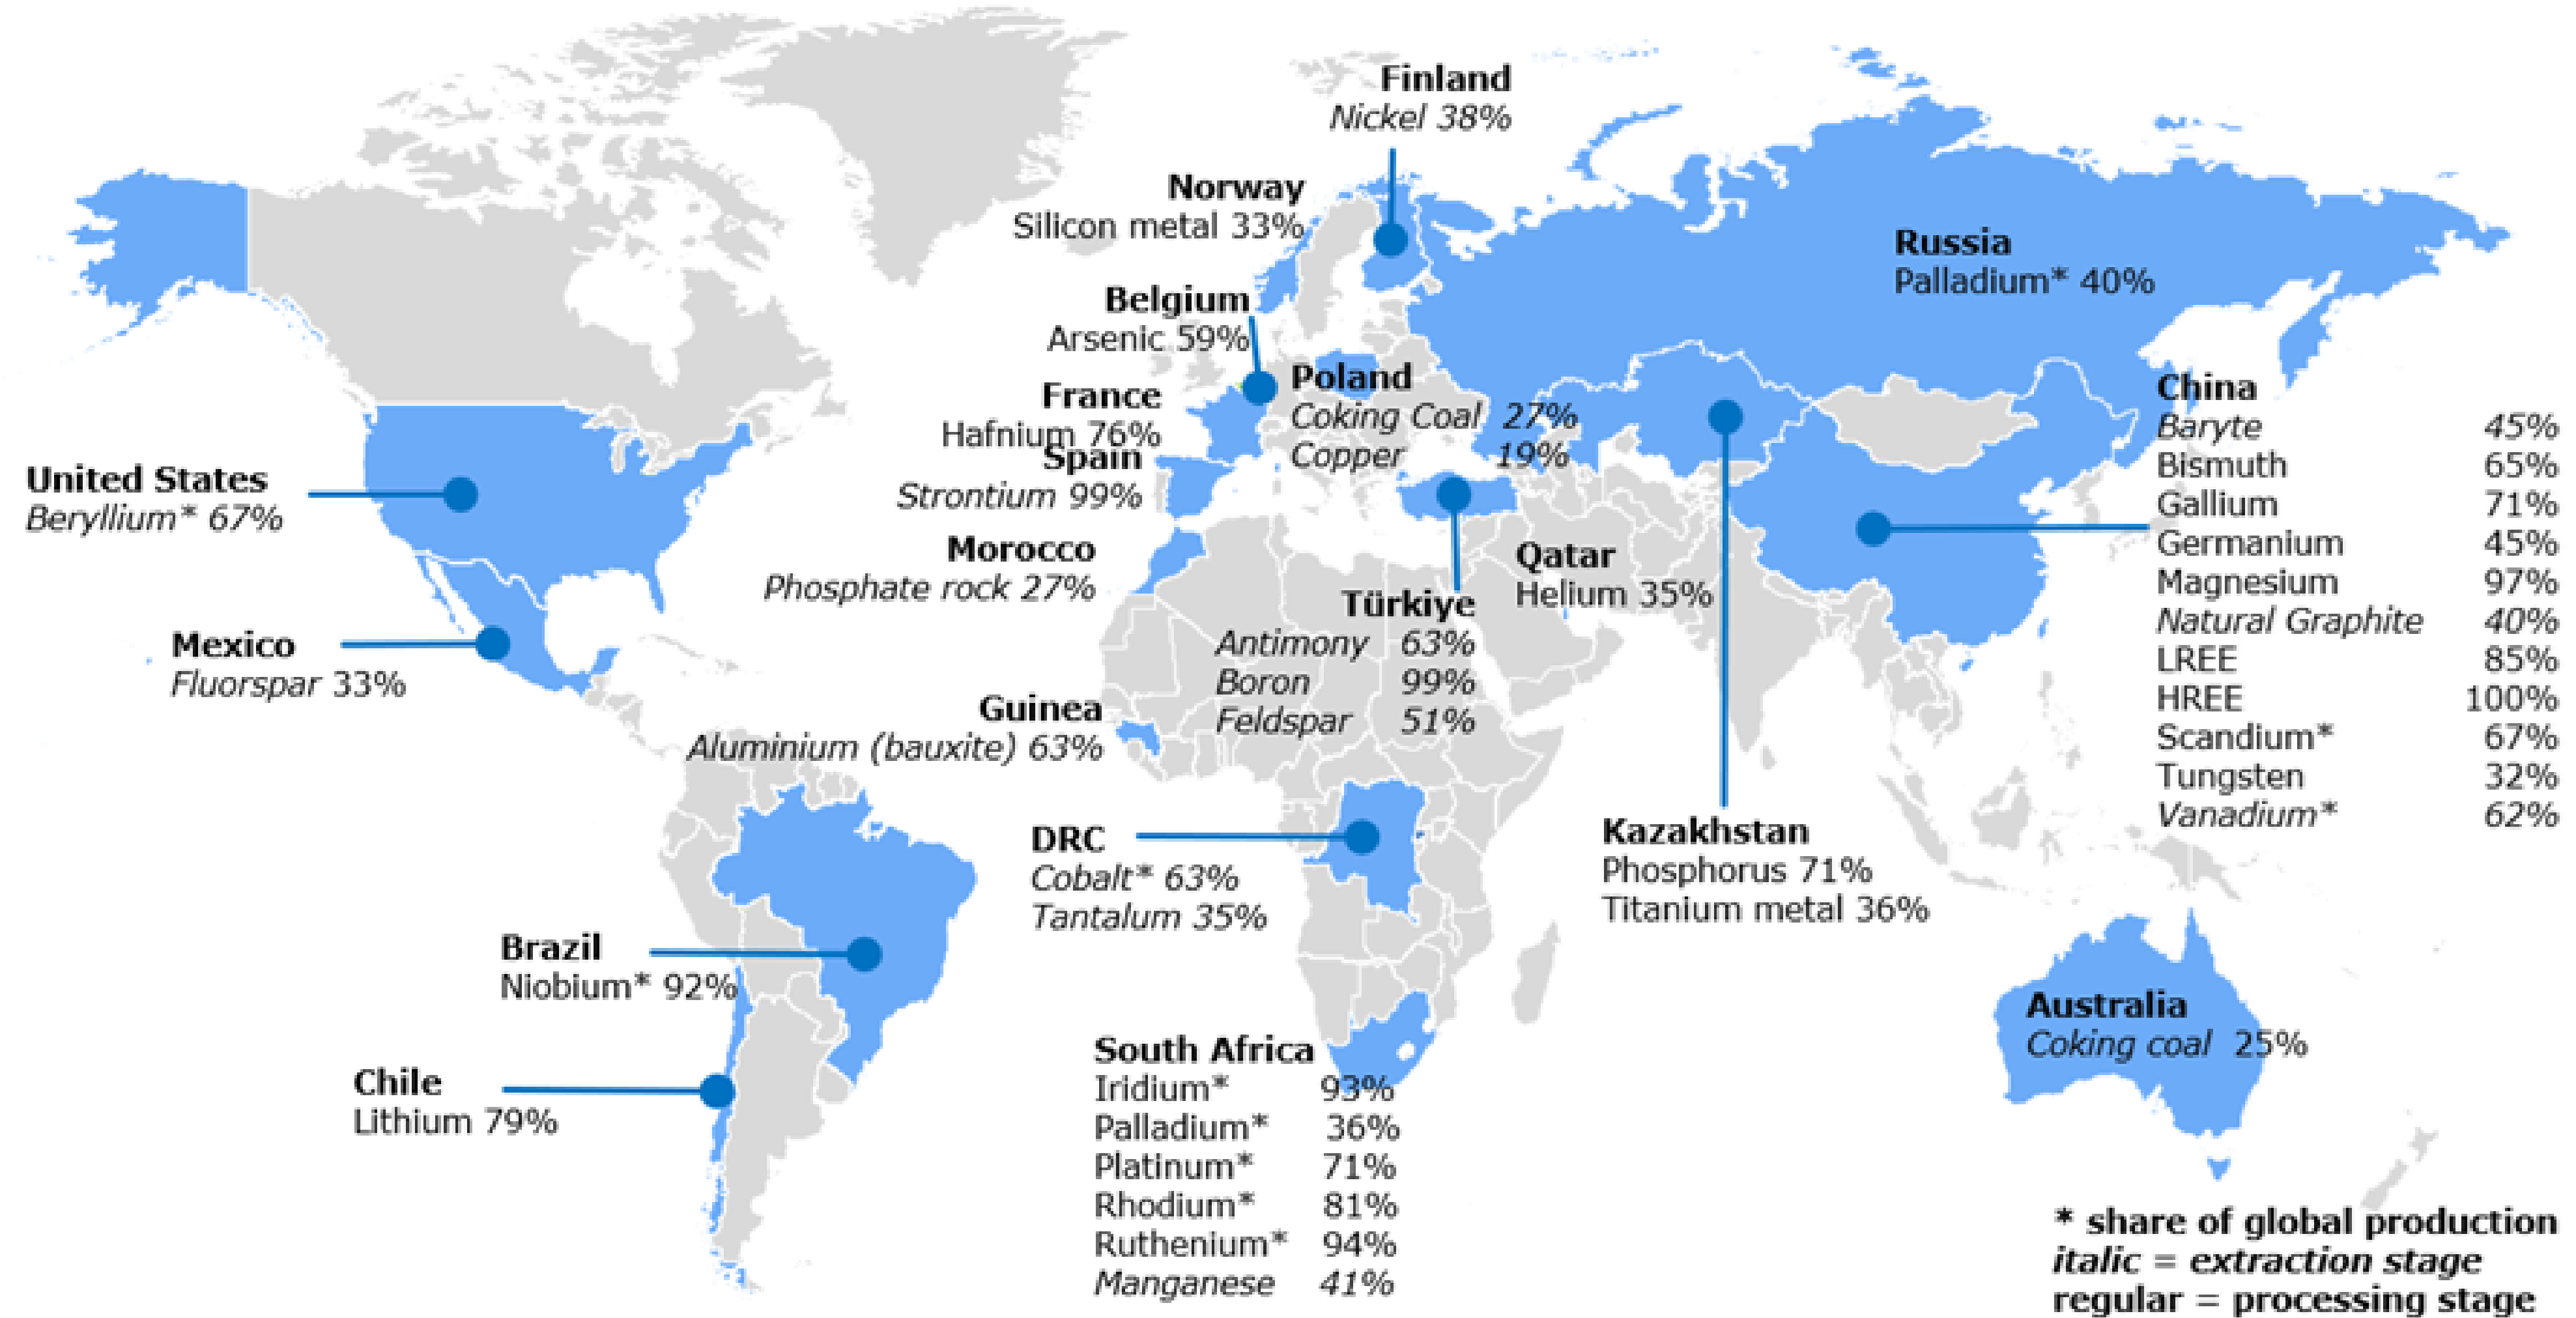 Finland
Nickel 38%
Norway
Silicon metal 33%
Russia
Palladium* 40%
Belgium
Arsenic 59%
France
Hafnium 76%
Poland
Coking Coal 27%
Copper 19%
Spain
Strontium 99%
United States
Beryllium* 67%
Morocco
Phosphate rock 27%
Qatar
Helium 35%
Türkiye
Antimony 63%
Boron 99%
Feldspar 51%
China
Baryte 45%
Bismuth 65%
Gallium 71%
Germanium 45%
Magnesium 97%
Natural Graphite 40%
LREE 85%
HREE 100%
Scandium* 67%
Tungsten 32%
Vanadium* 62%
Mexico
Fluorspar 33%
Guinea
Aluminium (bauxite) 63%
DRC
Cobalt* 63%
Tantalum 35%
Kazakhstan
Phosphorus 71%
Titanium metal 36%
Brazil
Niobium* 92%
Chile
Lithium 79%
South Africa
Iridium* 93%
Palladium* 36%
Platinum* 71%
Rhodium* 81%
Ruthenium* 94%
Manganese 41%
Australia
Coking coal 25%
* share of global production
italic = extraction stage
regular = processing stage